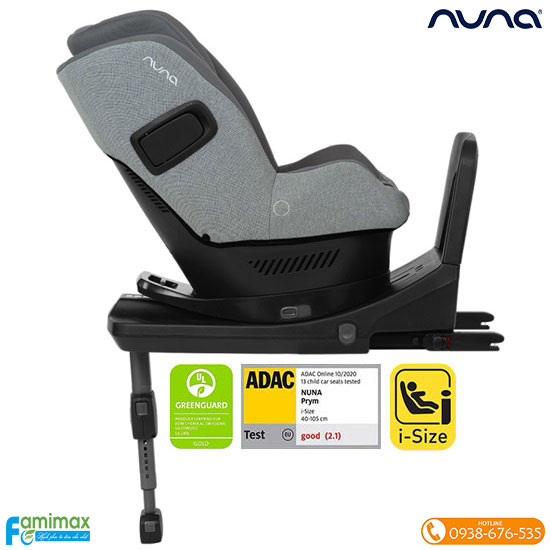 nuna
nuna
UL
GREENGUARD
GOLD
ADAC
ADAC Online 10/2020
13 child car seats tested
NUNA
Prym
i-Size
40-105 cm
Test
EU
good (2.1)
i
i-Size
Famimax
HOTLINE
0938-676-535